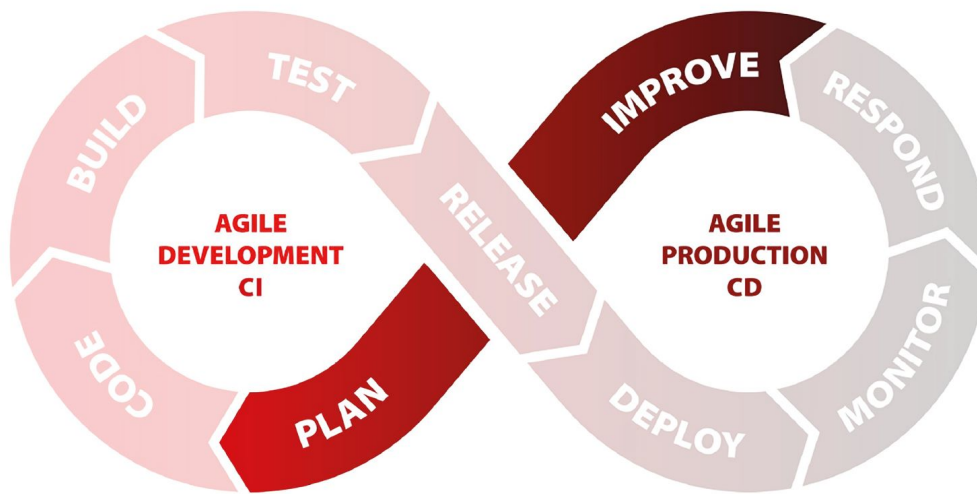 PLAN
CODE
BUILD
TEST
RELEASE
DEPLOY
MONITOR
RESPOND
IMPROVE
AGILE
DEVELOPMENT
CI
AGILE
PRODUCTION
CD